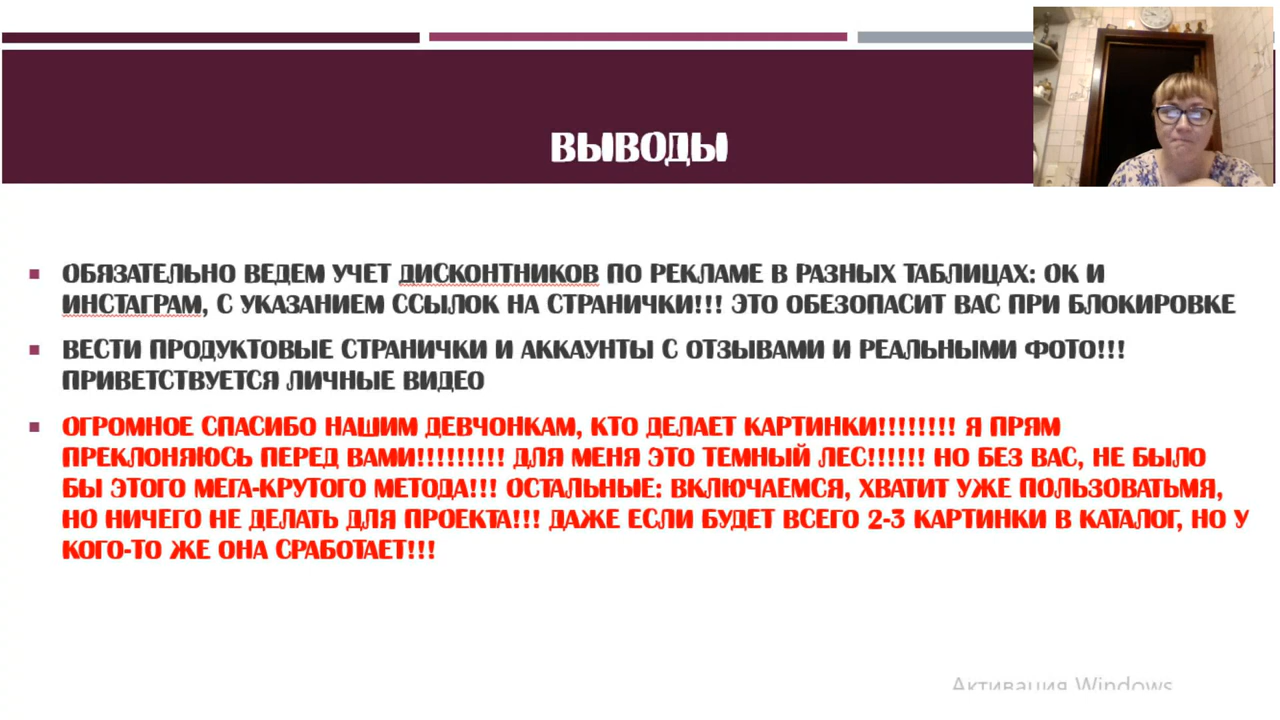 ВЫВОДЫ
ОБЯЗАТЕЛЬНО ВЕДЕМ УЧЕТ ДИСКОНТНИКОВ ПО РЕКЛАМЕ В РАЗНЫХ ТАБЛИЦАХ: ОК И
ИНСТАГРАМ, С УКАЗАНИЕМ ССЫЛОК НА СТРАНИЧКИ!!! ЭТО ОБЕЗОПАСИТ ВАС ПРИ БЛОКИРОВКЕ
ВЕСТИ ПРОДУКТОВЫЕ СТРАНИЧКИ И АККАУНТЫ С ОТЗЫВАМИ И РЕАЛЬНЫМИ ФОТО!!!
ПРИВЕТСТВУЕТСЯ ЛИЧНЫЕ ВИДЕО
ОГРОМНОЕ СПАСИБО НАШИМ ДЕВЧОНКАМ, КТО ДЕЛАЕТ КАРТИНКИ!!!!!!!! Я ПРЯМ
ПРЕКЛОНЯЮСЬ ПЕРЕД ВАМИ!!!!!!!!! ДЛЯ МЕНЯ ЭТО ТЕМНЫЙ ЛЕС!!!!!! НО БЕЗ ВАС, НЕ БЫЛО
БЫ ЭТОГО МЕГА-КРУТОГО МЕТОДА!!! ОСТАЛЬНЫЕ: ВКЛЮЧАЕМСЯ, ХВАТИТ УЖЕ ПОЛЬЗОВАТЬМЯ,
НО НИЧЕГО НЕ ДЕЛАТЬ ДЛЯ ПРОЕКТА!!! ДАЖЕ ЕСЛИ БУДЕТ ВСЕГО 2-3 КАРТИНКИ В КАТАЛОГ, НО У
КОГО-ТО ЖЕ ОНА СРАБОТАЕТ!!!
Активация Windows